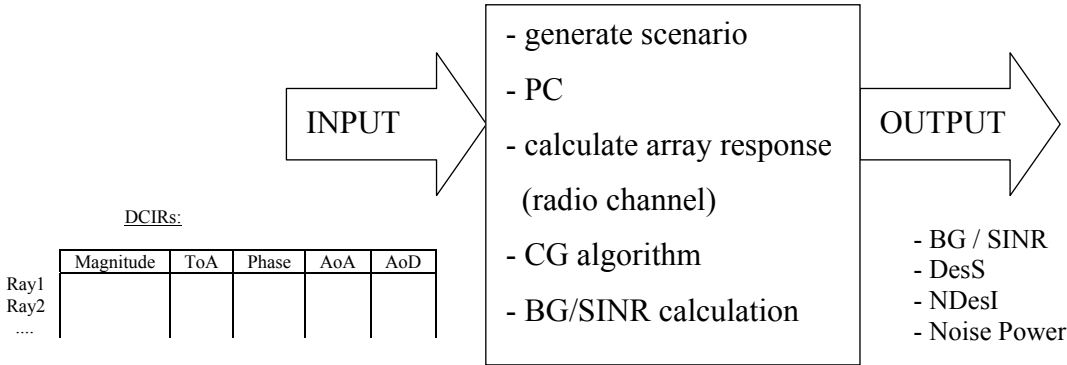 INPUT
DCIRs:
Magnitude ToA Phase AoA AoD
Ray1
Ray2
....
- generate scenario
- PC
- calculate array response
(radio channel)
- CG algorithm
- BG/SINR calculation
OUTPUT
- BG / SINR
- DesS
- NDesI
- Noise Power